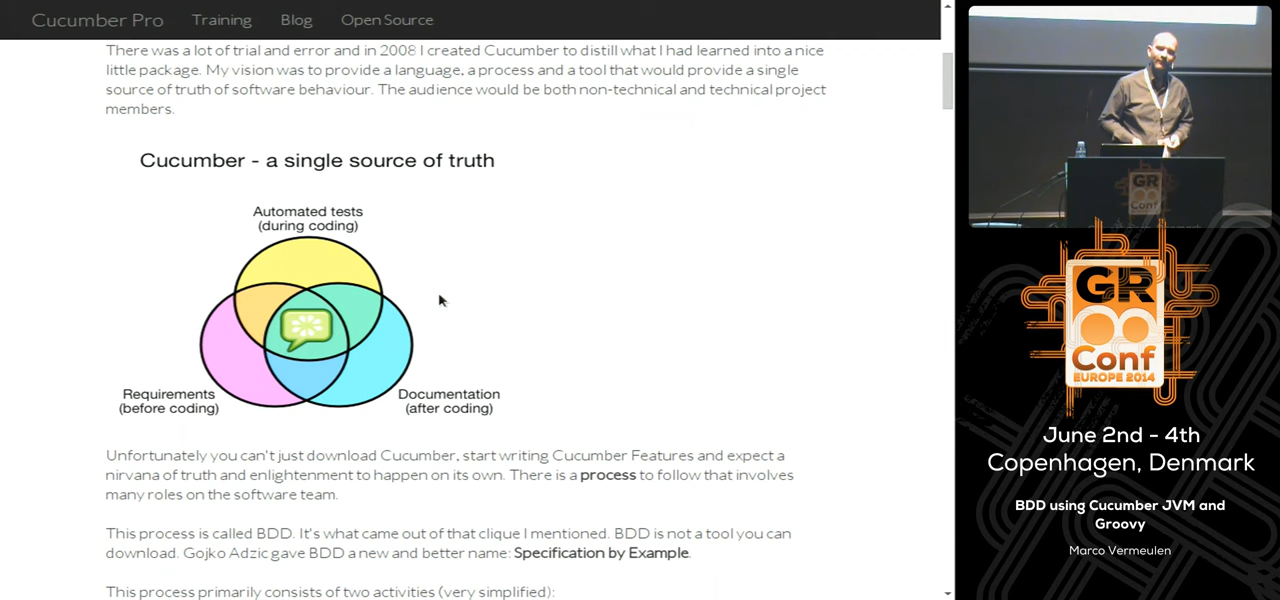 Cucumber Pro Training Blog Open Source
There was a lot of trial and error and in 2008 I created Cucumber to distill what I had learned into a nice
little package. My vision was to provide a language, a process and a tool that would provide a single
source of truth of software behaviour. The audience would be both non-technical and technical project
members.
Cucumber - a single source of truth
Automated tests
(during coding)
Requirements
(before coding)
Documentation
(after coding)
Unfortunately you can't just download Cucumber, start writing Cucumber Features and expect a
nirvana of truth and enlightenment to happen on its own. There is a process to follow that involves
many roles on the software team.
This process is called BDD. It's what came out of that clique I mentioned. BDD is not a tool you can
download. Gojko Adzic gave BDD a new and better name: Specification by Example.
This process primarily consists of two activities (very simplified):
GR
Conf
GR
Conf
EUROPE 2014
June 2nd - 4th
Copenhagen, Denmark
BDD using Cucumber JVM and
Groovy
Marco Vermeulen